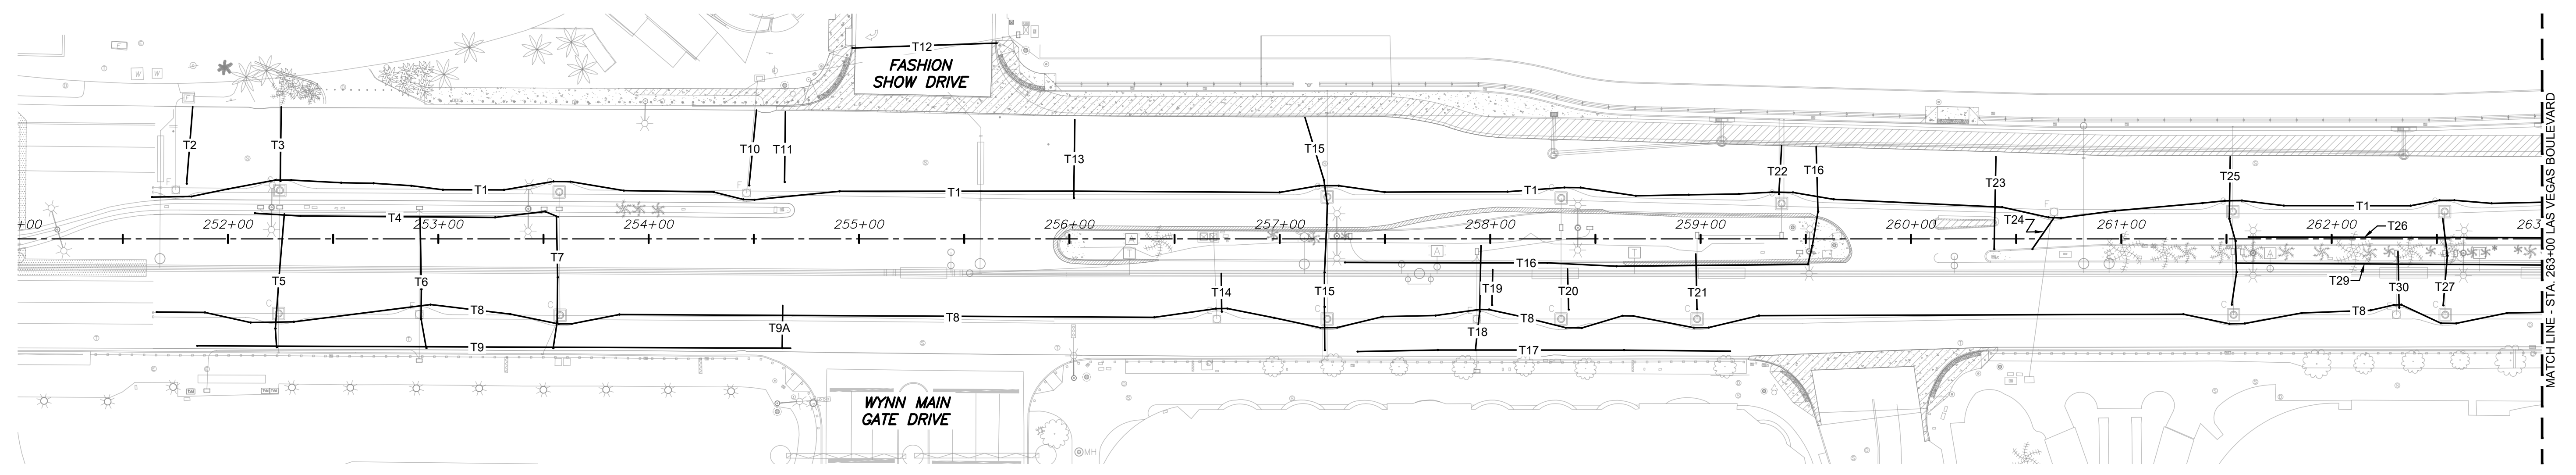 T12
FASHION
SHOW DRIVE
T2
T3
T10
T11
T13
T15
T22
T16
T23
T25
T1
T1
T1
T1
T4
T24
T26
+00
252+00
253+00
254+00
255+00
256+00
257+00
258+00
259+00
260+00
261+00
262+00
263
T5
T6
T7
T16
T14
T15
T19
T20
T21
T29
T30
T27
T8
T8
T8
T8
T9A
T18
T9
T17
WYNN MAIN
GATE DRIVE
MH
MATCH LINE - STA. 263+00 LAS VEGAS BOULEVARD